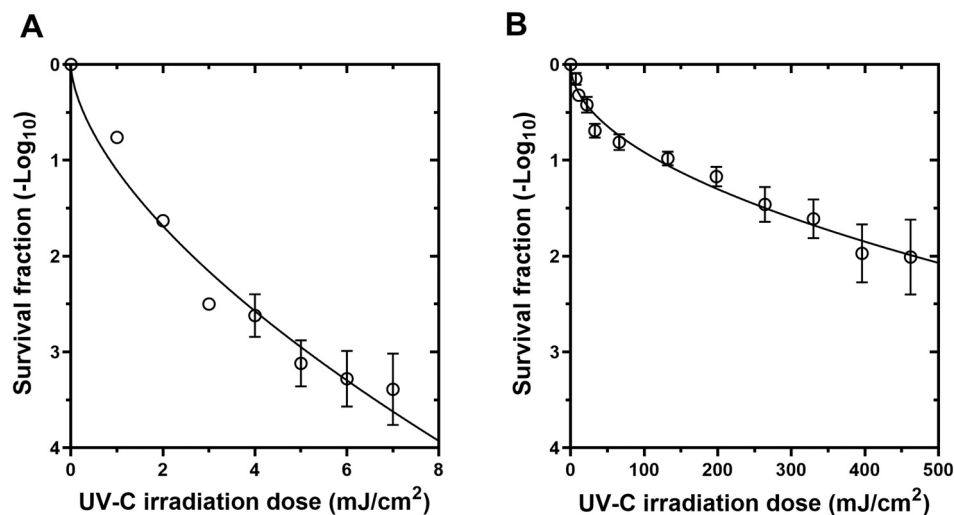 A
Survival fraction (-Log10)
0
1
2
3
4
0 2 4 6 8
UV-C irradiation dose (mJ/cm2)
B
Survival fraction (-Log10)
0
1
2
3
4
0 100 200 300 400 500
UV-C irradiation dose (mJ/cm2)